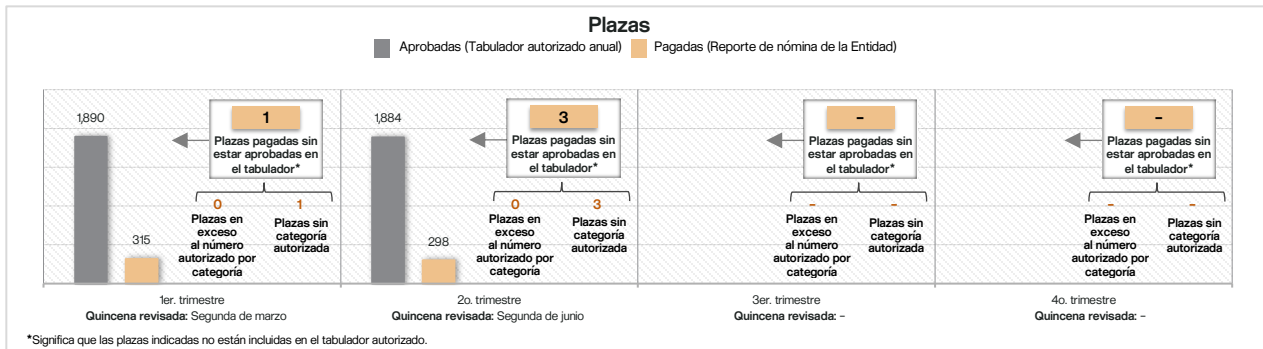 Plazas
Aprobadas (Tabulador autorizado anual) Pagadas (Reporte de nómina de la Entidad)
1,890
315
1
Plazas pagadas sin
estar aprobadas en
el tabulador*
0
Plazas en
exceso
al número
autorizado por
categoría
1
Plazas sin
categoría
autorizada
1er. trimestre
Quincena revisada: Segunda de marzo
1,884
298
3
Plazas pagadas sin
estar aprobadas en
el tabulador*
0
Plazas en
exceso
al número
autorizado por
categoría
3
Plazas sin
categoría
autorizada
2o. trimestre
Quincena revisada: Segunda de junio
–
Plazas pagadas sin
estar aprobadas en
el tabulador*
–
Plazas en
exceso
al número
autorizado por
categoría
–
Plazas sin
categoría
autorizada
3er. trimestre
Quincena revisada: –
–
Plazas pagadas sin
estar aprobadas en
el tabulador*
–
Plazas en
exceso
al número
autorizado por
categoría
–
Plazas sin
categoría
autorizada
4o. trimestre
Quincena revisada: –
*Significa que las plazas indicadas no están incluidas en el tabulador autorizado.